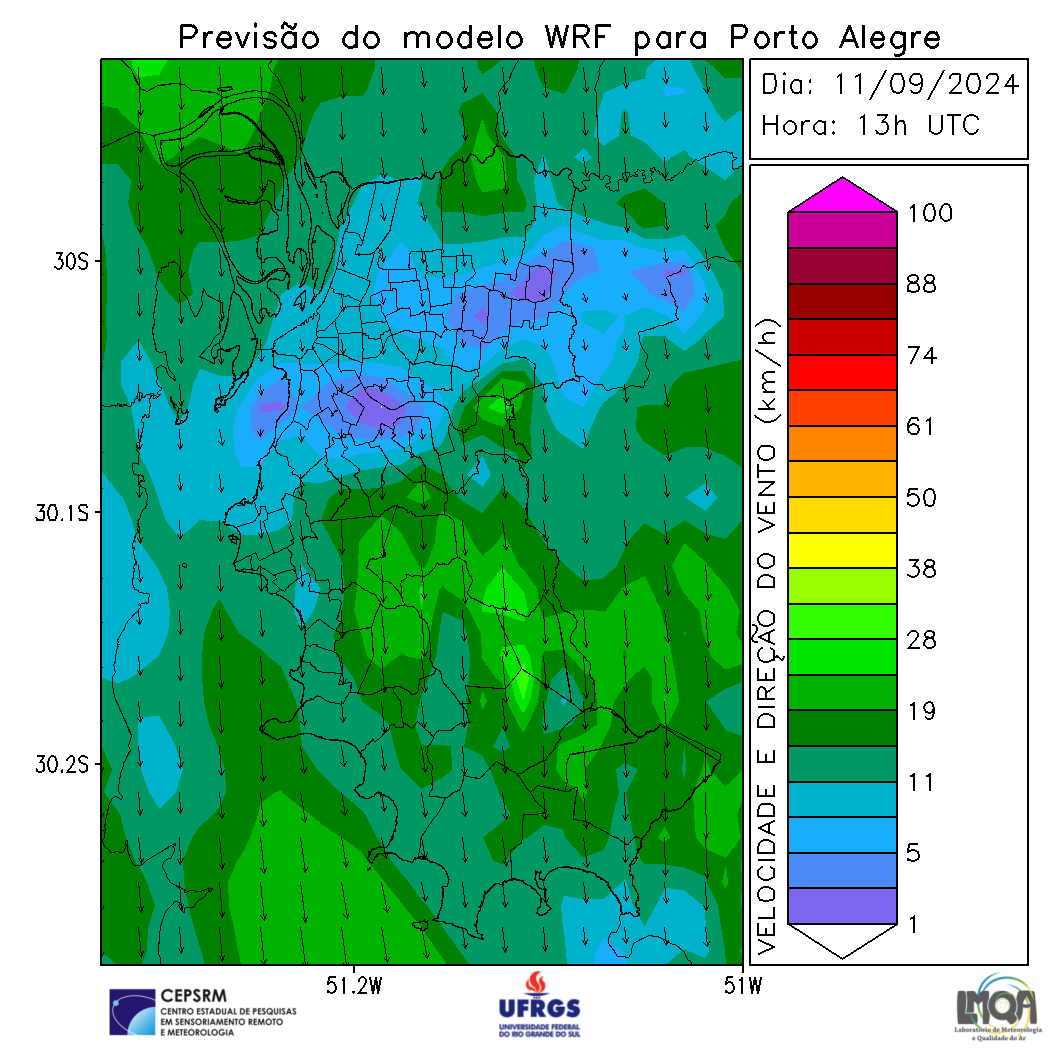 Previsão do modelo WRF para Porto Alegre
Dia: 11/09/2024
Hora: 13h UTC
30S
30.1S
30.2S
51.2W
51W
VELOCIDADE E DIREÇÃO DO VENTO (km/h)
100
88
74
61
50
38
28
19
11
5
1
CEPSRM
CENTRO ESTADUAL DE PESQUISAS
EM SENSORIAMENTO REMOTO
E METEOROLOGIA
UFRGS
UNIVERSIDADE FEDERAL
DO RIO GRANDE DO SUL
LMQA
Laboratório de Meteorologia
e Qualidade do Ar